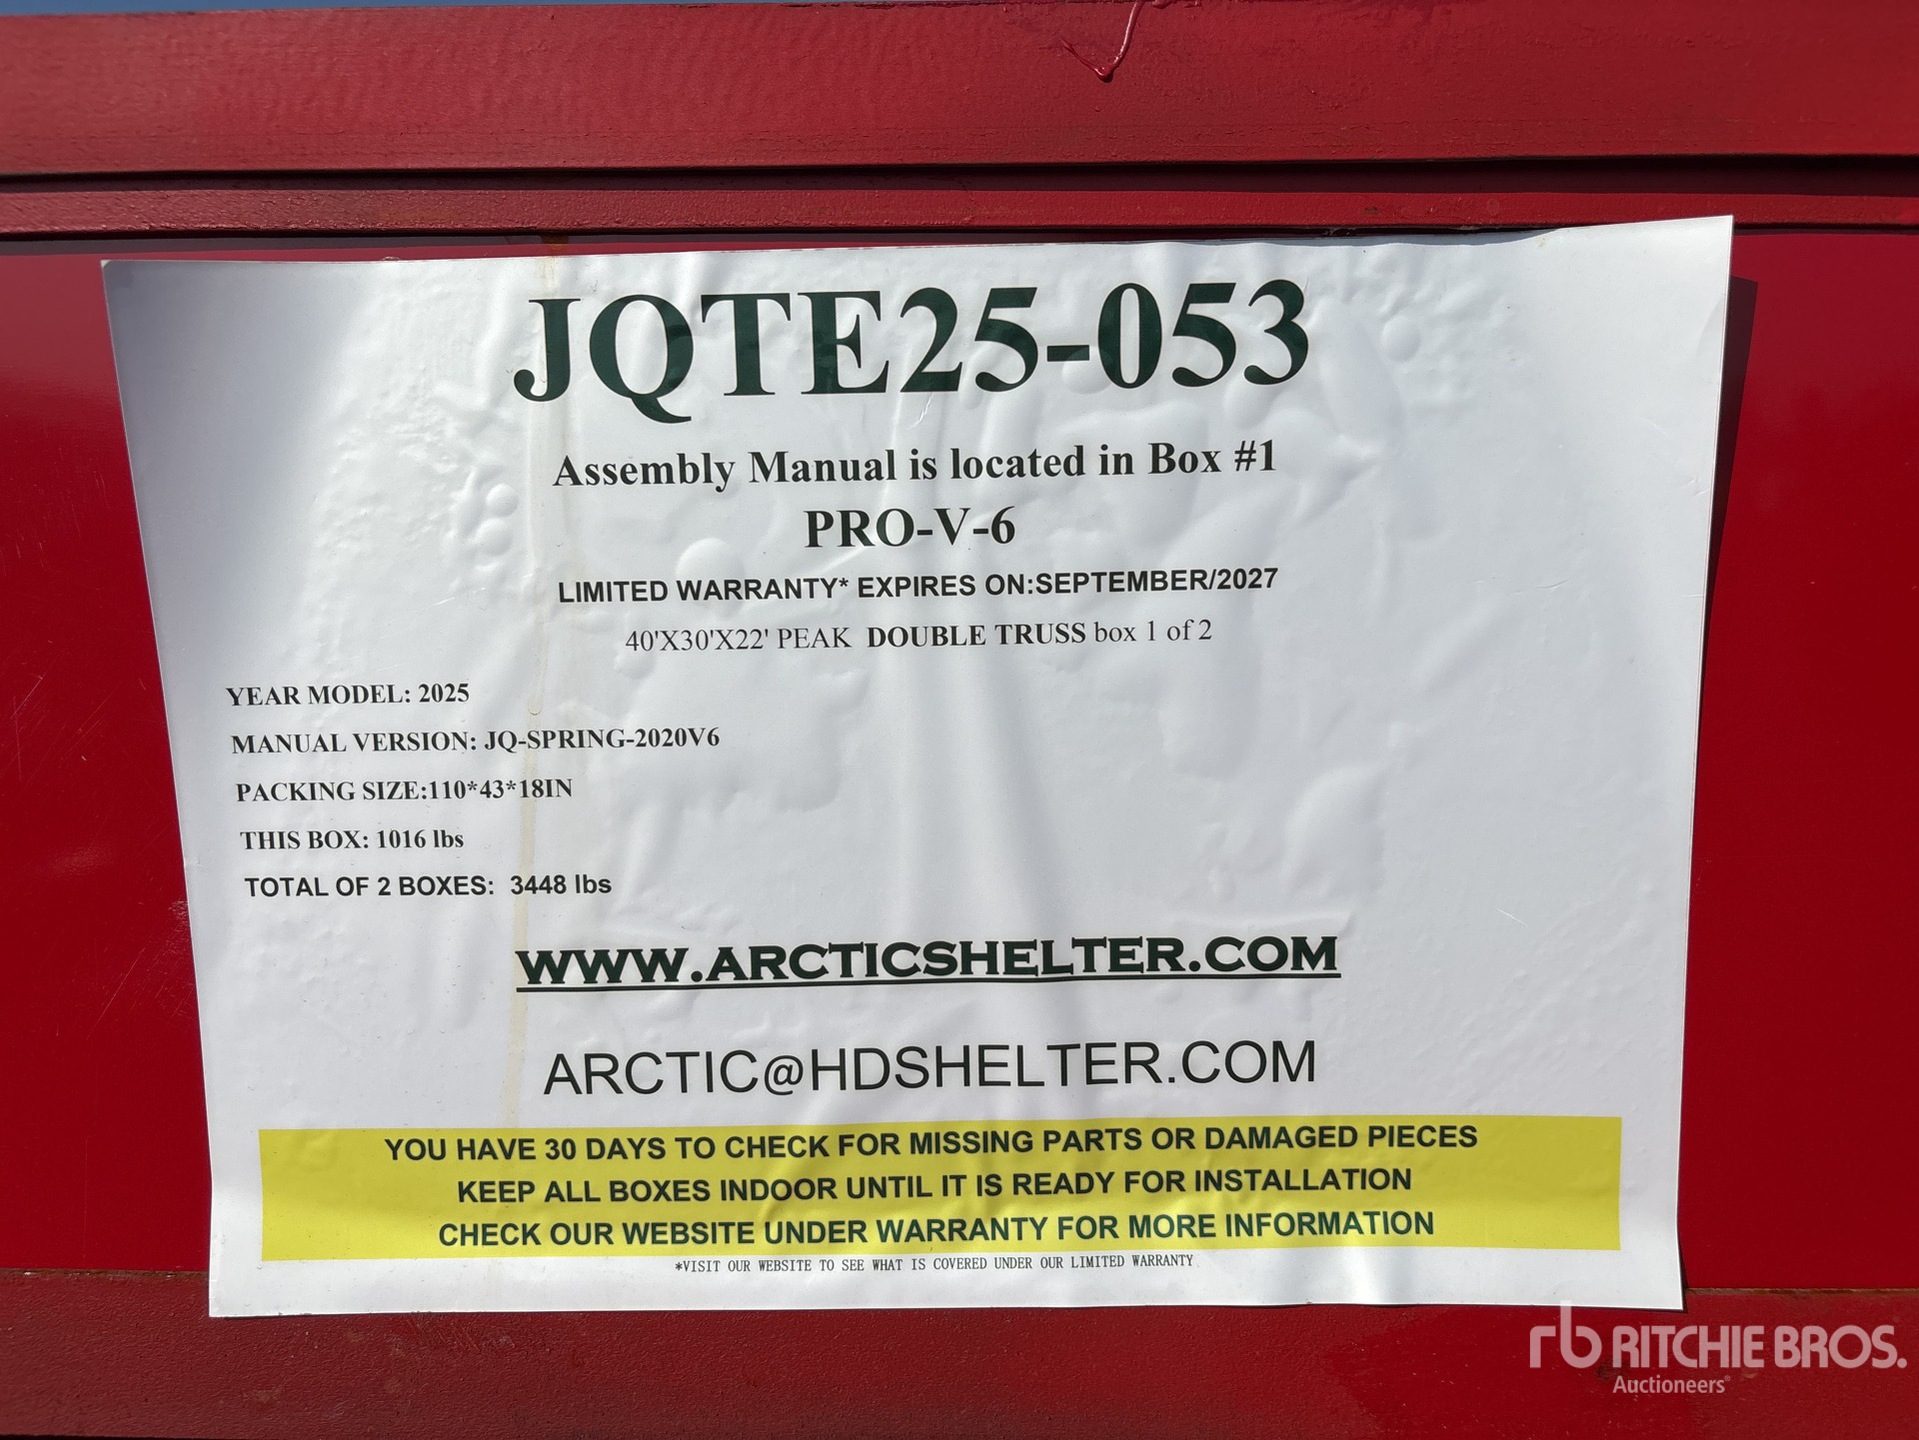 JQTE25-053
Assembly Manual is located in Box #1
PRO-V-6
LIMITED WARRANTY* EXPIRES ON:SEPTEMBER/2027
40'X30'X22' PEAK DOUBLE TRUSS box 1 of 2
YEAR MODEL: 2025
MANUAL VERSION: JQ-SPRING-2020V6
PACKING SIZE:110*43*18IN
THIS BOX: 1016 lbs
TOTAL OF 2 BOXES: 3448 lbs
WWW.ARCTICSHELTER.COM
ARCTIC@HDSHELTER.COM
YOU HAVE 30 DAYS TO CHECK FOR MISSING PARTS OR DAMAGED PIECES
KEEP ALL BOXES INDOOR UNTIL IT IS READY FOR INSTALLATION
CHECK OUR WEBSITE UNDER WARRANTY FOR MORE INFORMATION
*VISIT OUR WEBSITE TO SEE WHAT IS COVERED UNDER OUR LIMITED WARRANTY
rb RITCHIE BROS.
Auctioneers®